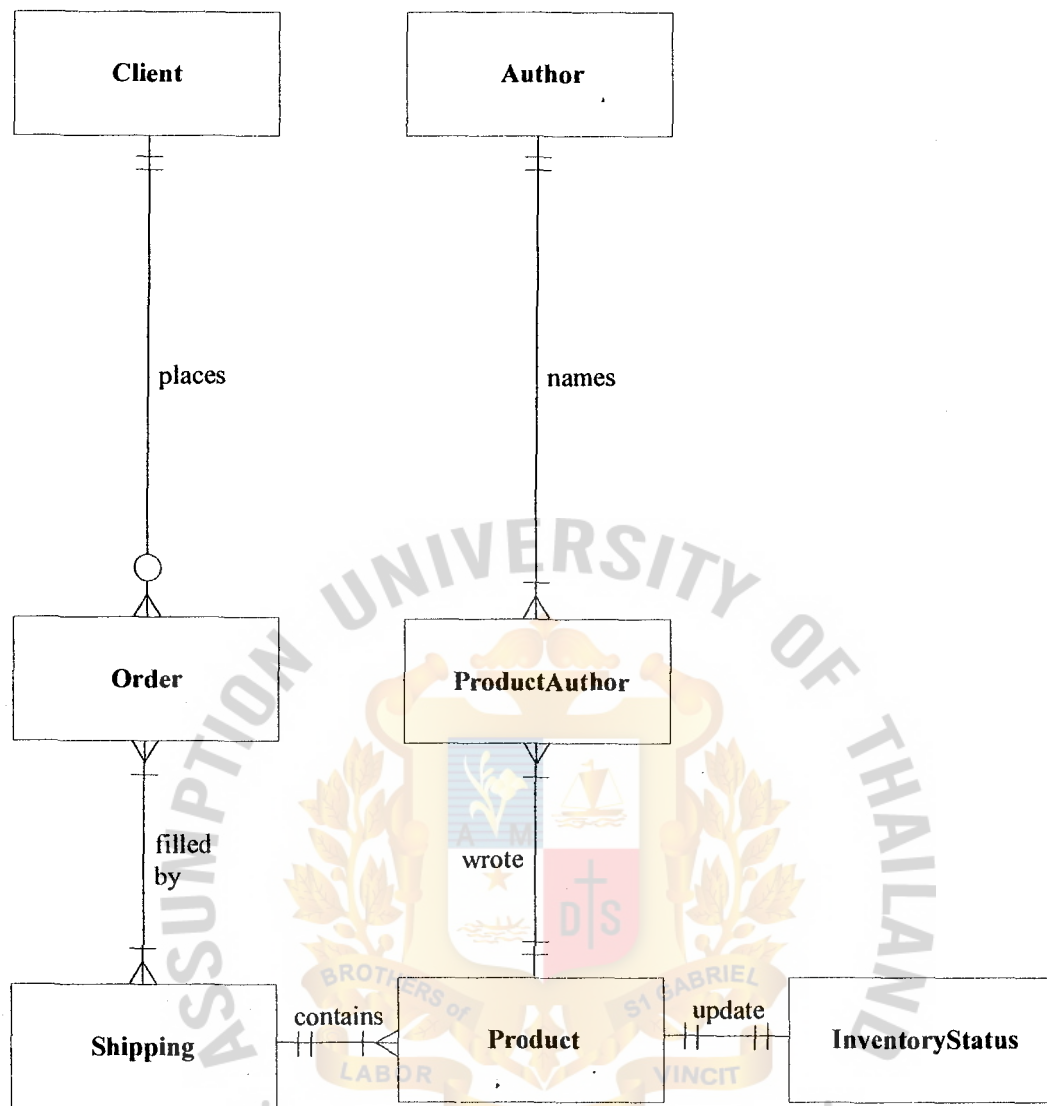 Client
Author
places
names
Order
ProductAuthor
filled
by
wrote
Shipping
contains
Product
update
InventoryStatus
ASSUMPTION UNIVERSITY OF THAILAND
A M
D S
BROTHERS of
S1 GABRIEL
LABOR
VINCIT